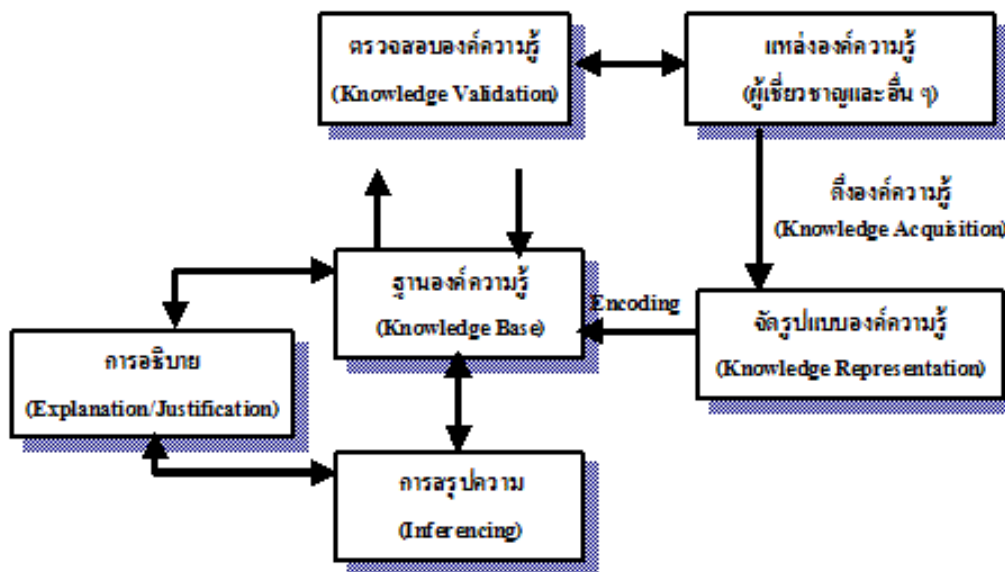 ตรวจสอบองค์ความรู้
(Knowledge Validation)
แหล่งองค์ความรู้
(ผู้เชี่ยวชาญและอื่น ๆ)
ดึงองค์ความรู้
(Knowledge Acquisition)
ฐานองค์ความรู้
(Knowledge Base)
Encoding
จัดรูปแบบองค์ความรู้
(Knowledge Representation)
การอธิบาย
(Explanation/Justification)
การสรุปความ
(Inferencing)